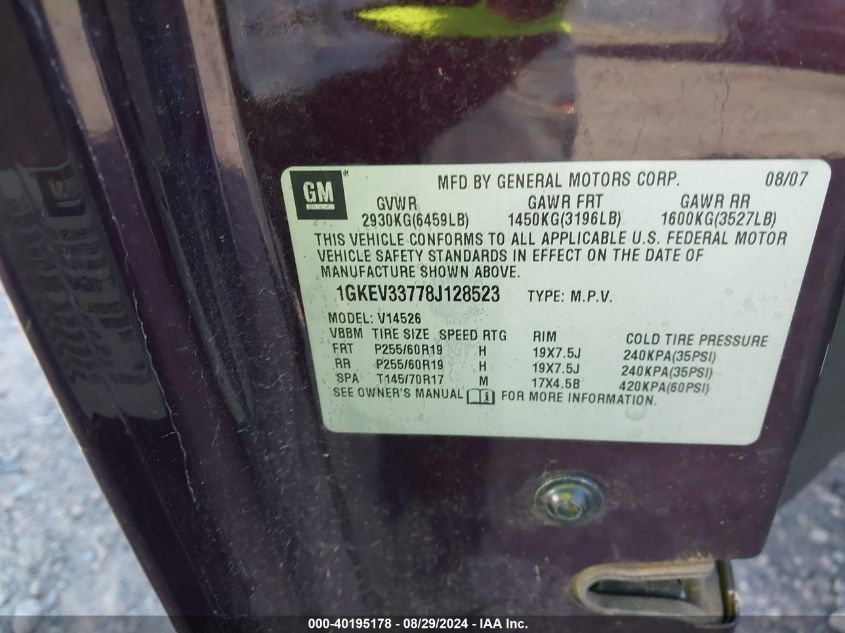 GM ®
MFD BY GENERAL MOTORS CORP. 08/07
GVWR GAWR FRT GAWR RR
2930KG(6459LB) 1450KG(3196LB) 1600KG(3527LB)
THIS VEHICLE CONFORMS TO ALL APPLICABLE U.S. FEDERAL MOTOR
VEHICLE SAFETY STANDARDS IN EFFECT ON THE DATE OF
MANUFACTURE SHOWN ABOVE.
1GKEV33778J128523 TYPE: M.P.V.
MODEL: V14526
VBBM TIRE SIZE SPEED RTG RIM COLD TIRE PRESSURE
FRT P255/60R19 H 19X7.5J 240KPA(35PSI)
RR P255/60R19 H 19X7.5J 240KPA(35PSI)
SPA T145/70R17 M 17X4.5B 420KPA(60PSI)
SEE OWNER'S MANUAL FOR MORE INFORMATION.
000-40195178 - 08/29/2024 - IAA Inc.